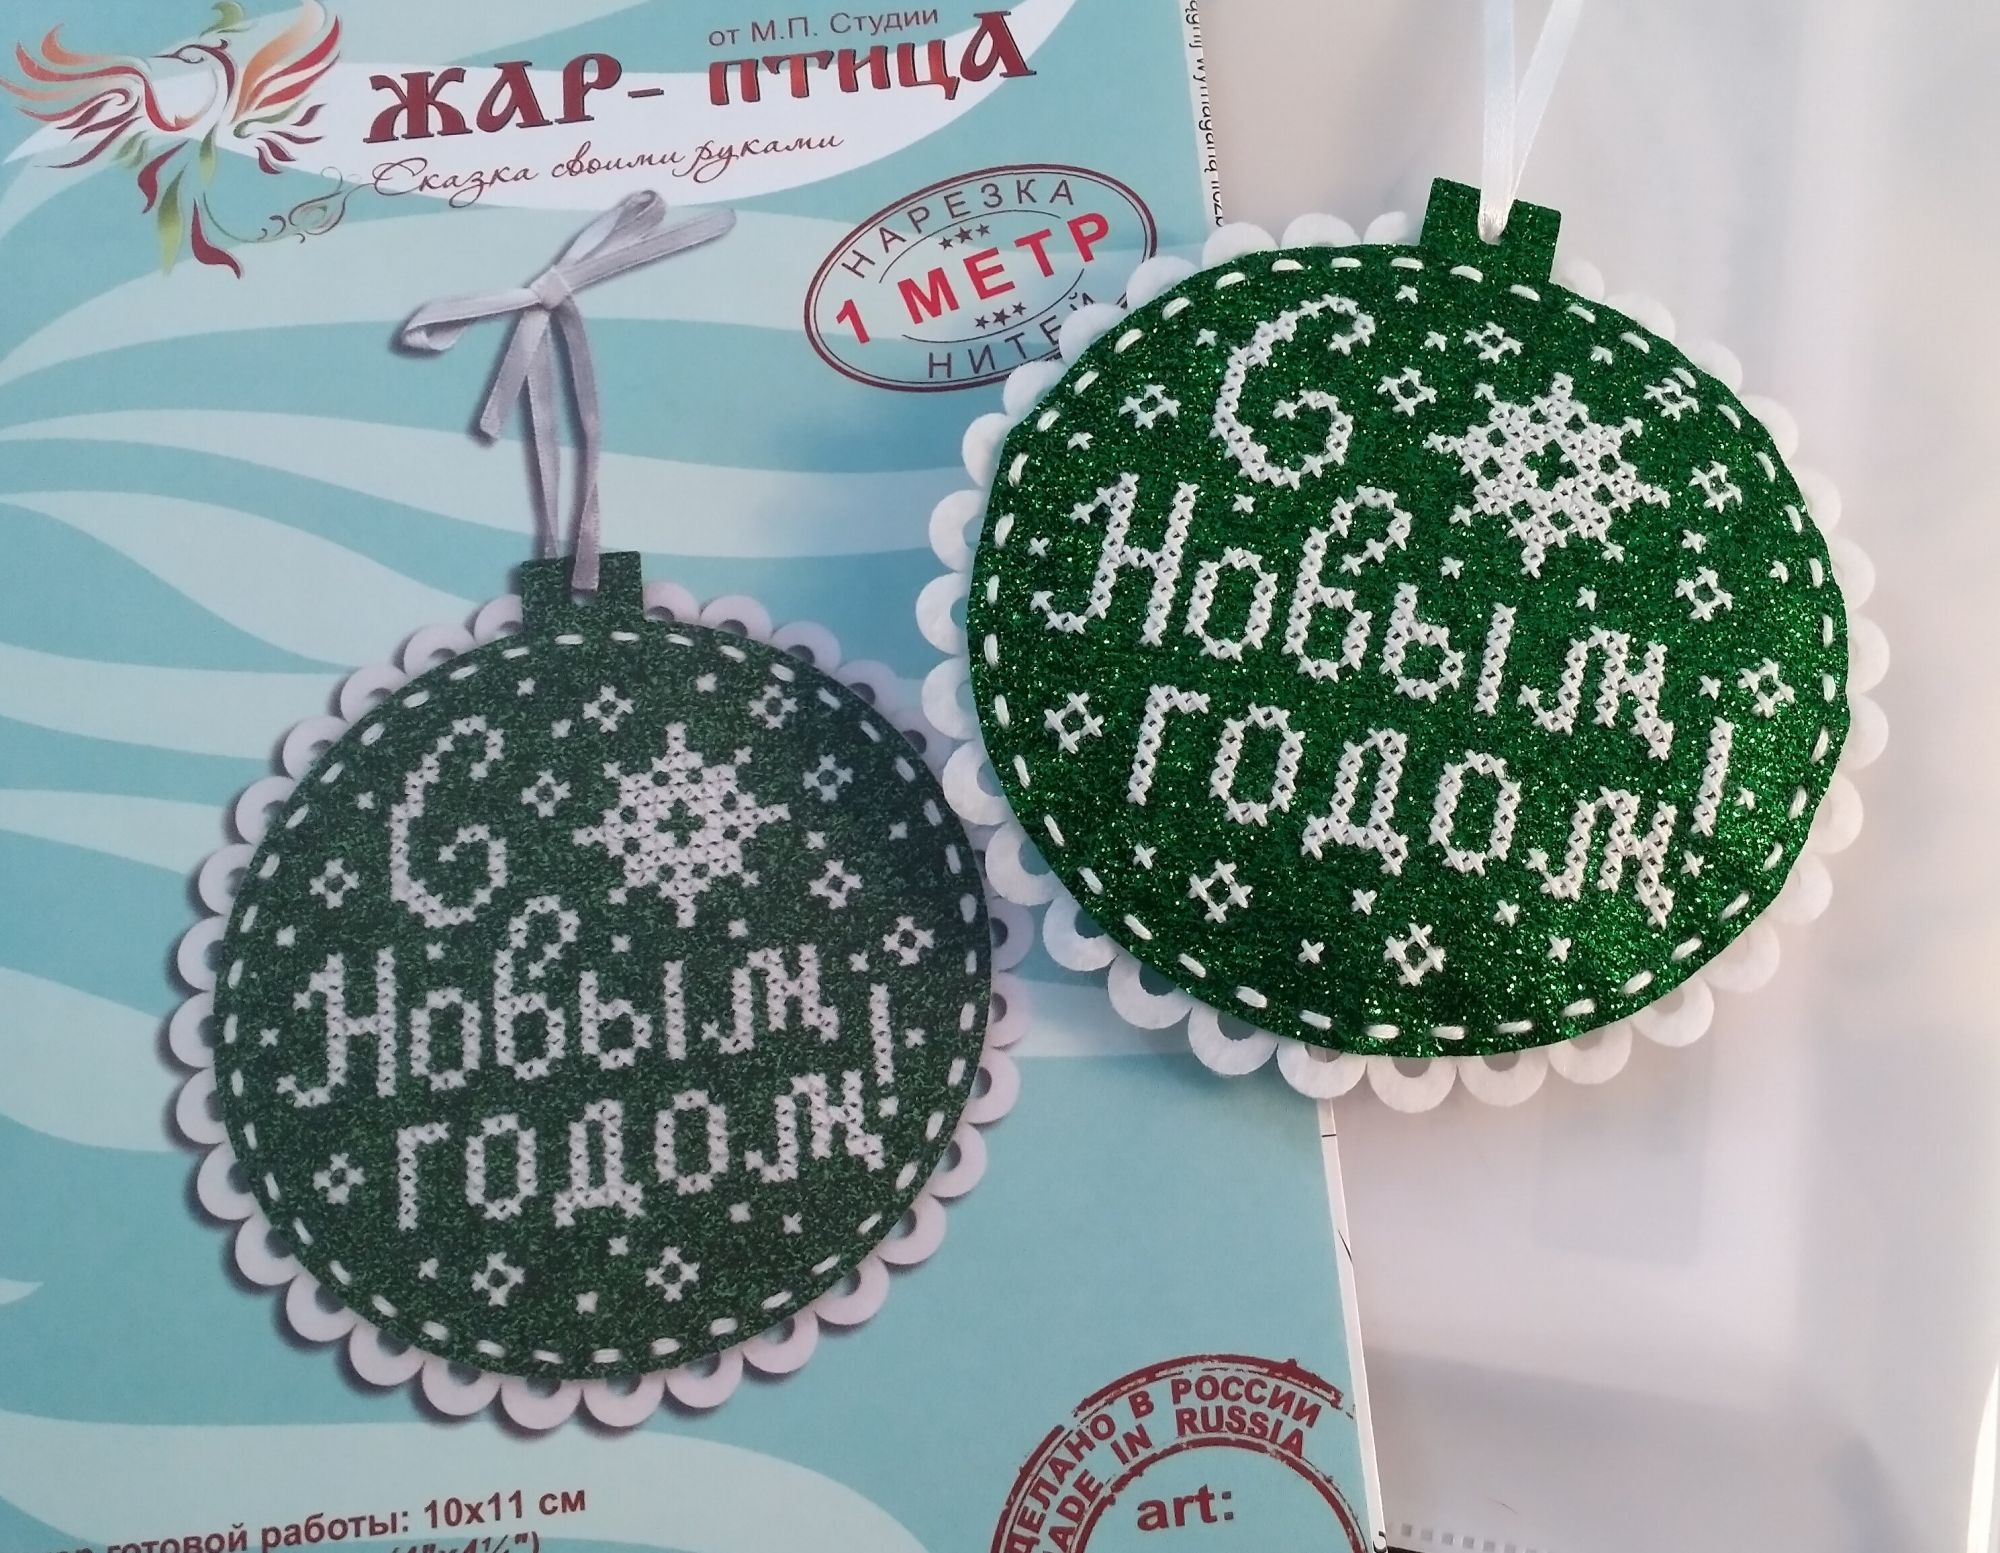 от М.П. Студии
ЖАР-ПТИЦА
Сказка своими руками
НАРЕЗКА
1 МЕТР
НИТЕЙ
С
Новым
годом!
С
Новым
годом!
СДЕЛАНО В РОССИИ
MADE IN RUSSIA
art:
готовой работы: 10х11 см